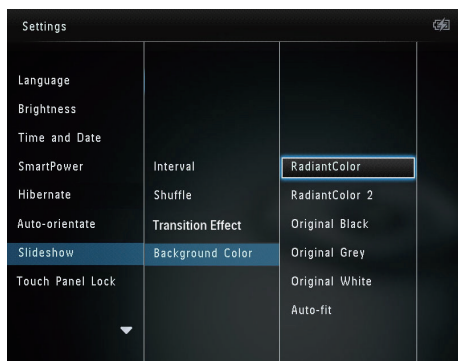 Settings
Language
Brightness
Time and Date
SmartPower
Hibernate
Auto-orientate
Slideshow
Touch Panel Lock
Interval
Shuffle
Transition Effect
Background Color
RadiantColor
RadiantColor 2
Original Black
Original Grey
Original White
Auto-fit